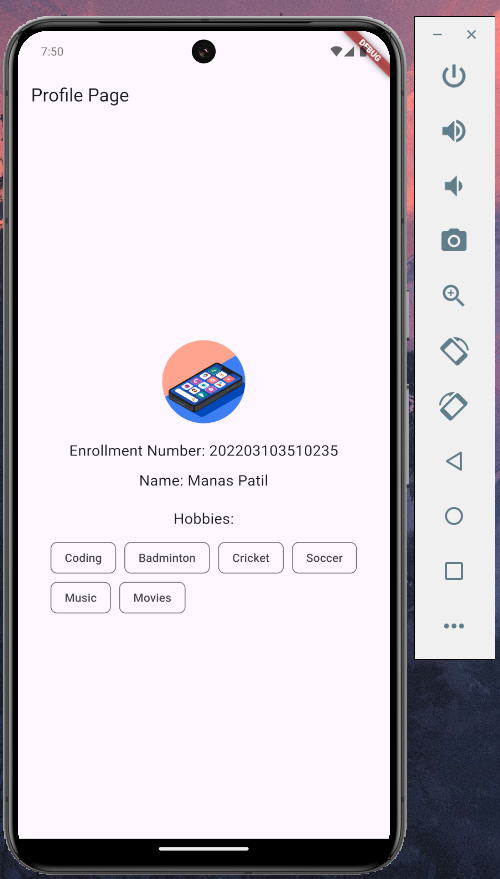 7:50
DEBUG
Profile Page
Enrollment Number: 202203103510235
Name: Manas Patil
Hobbies:
Coding Badminton Cricket Soccer
Music Movies